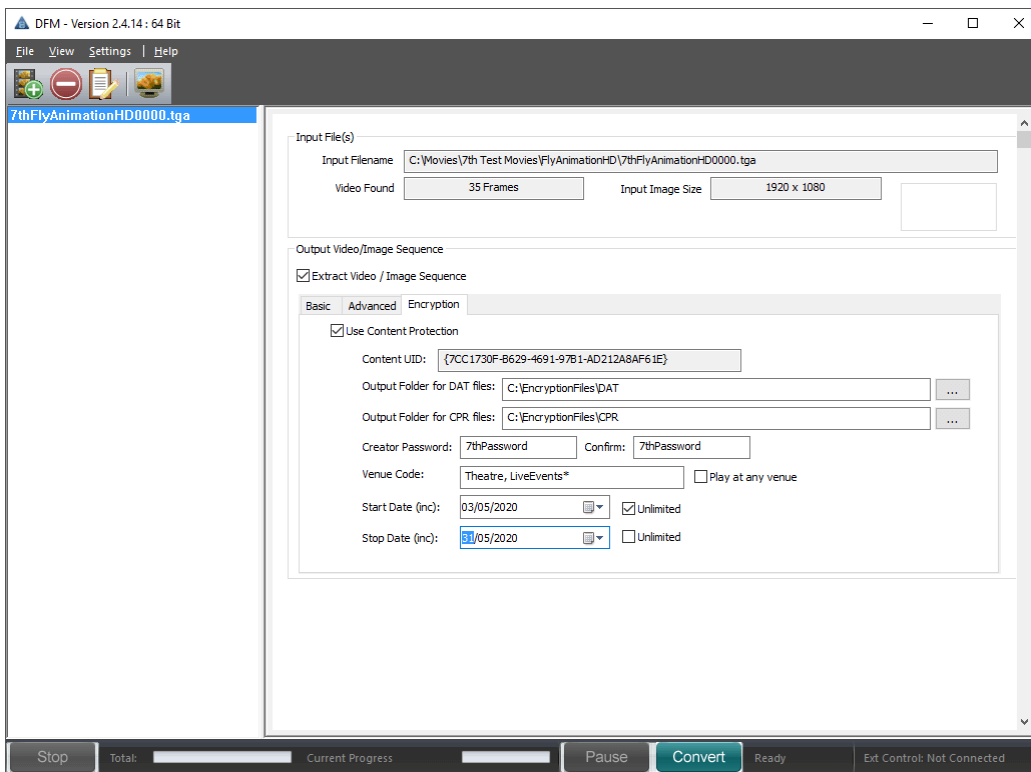 DFM - Version 2.4.14 : 64 Bit
File View Settings | Help
7thFlyAnimationHD0000.tga
Input File(s)
Input Filename C:\Movies\7th Test Movies\FlyAnimationHD\7thFlyAnimationHD0000.tga
Video Found 35 Frames Input Image Size 1920 x 1080
Output Video/Image Sequence
Extract Video / Image Sequence
Basic Advanced Encryption
Use Content Protection
Content UID: {7CC1730F-B629-4691-97B1-AD212A8AF61E}
Output Folder for DAT files: C:\EncryptionFiles\DAT ...
Output Folder for CPR files: C:\EncryptionFiles\CPR ...
Creator Password: 7thPassword Confirm: 7thPassword
Venue Code: Theatre, LiveEvents* Play at any venue
Start Date (inc): 03/05/2020 Unlimited
Stop Date (inc): 31/05/2020 Unlimited
Stop Total: Current Progress Pause Convert Ready Ext Control: Not Connected